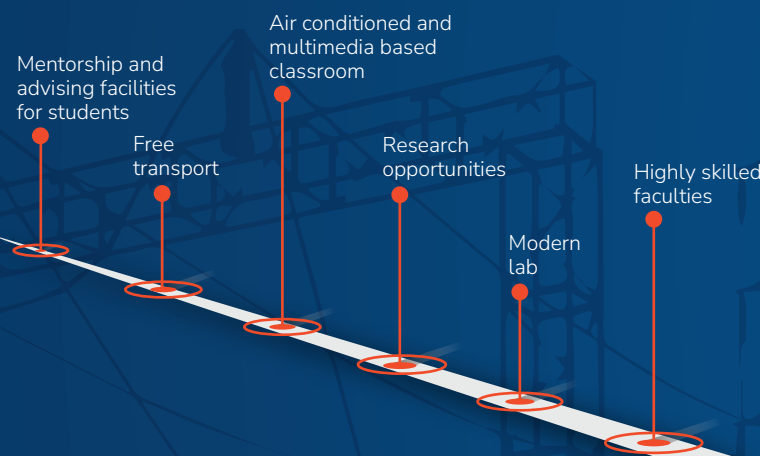 Mentorship and
advising facilities
for students
Free
transport
Air conditioned and
multimedia based
classroom
Research
opportunities
Modern
lab
Highly skilled
faculties